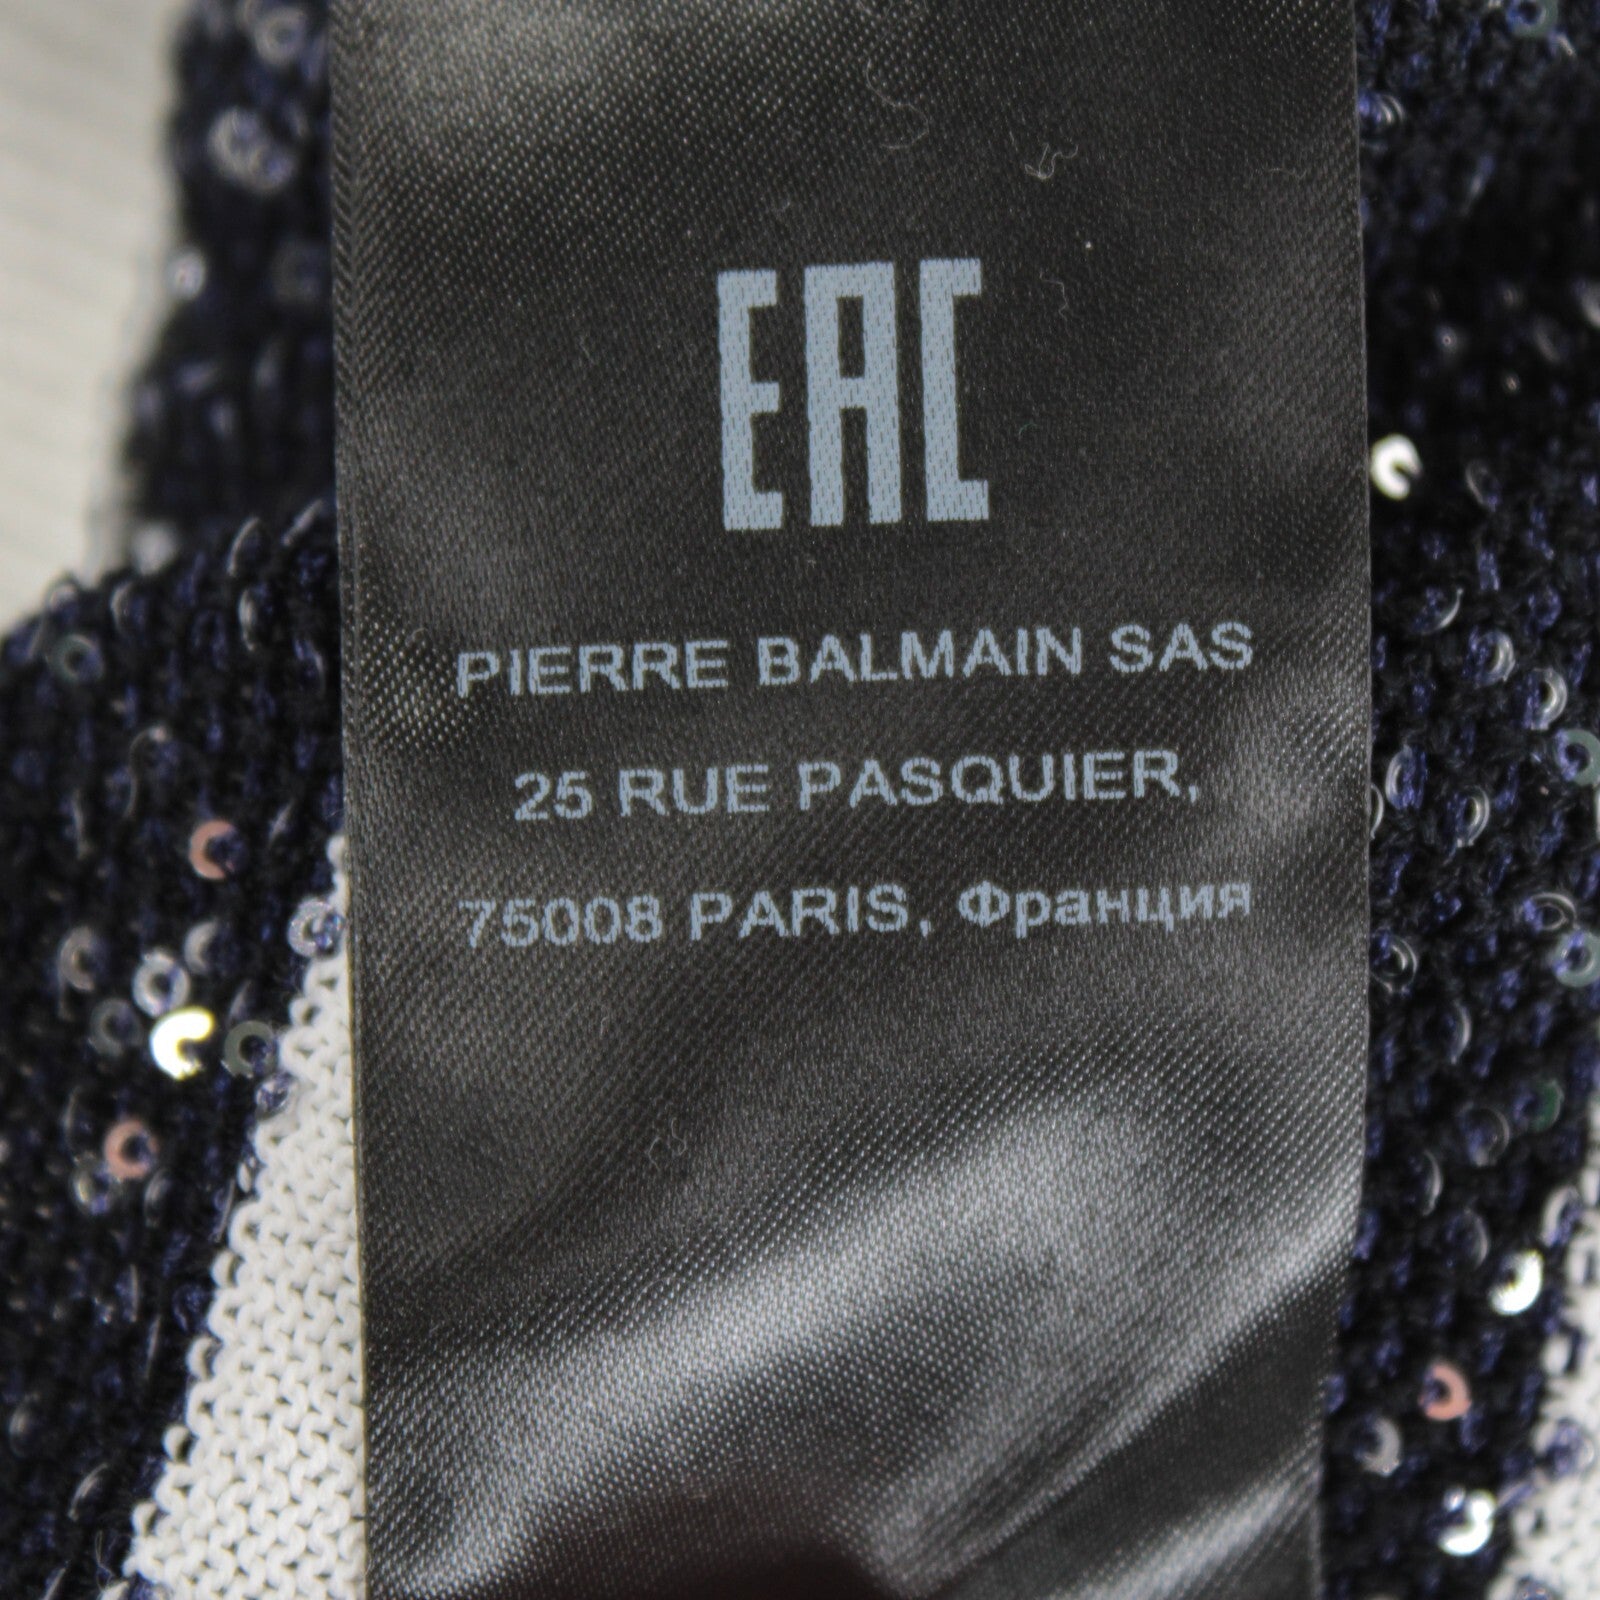 EAC
PIERRE BALMAIN SAS
25 RUE PASQUIER,
75008 PARIS, Франция